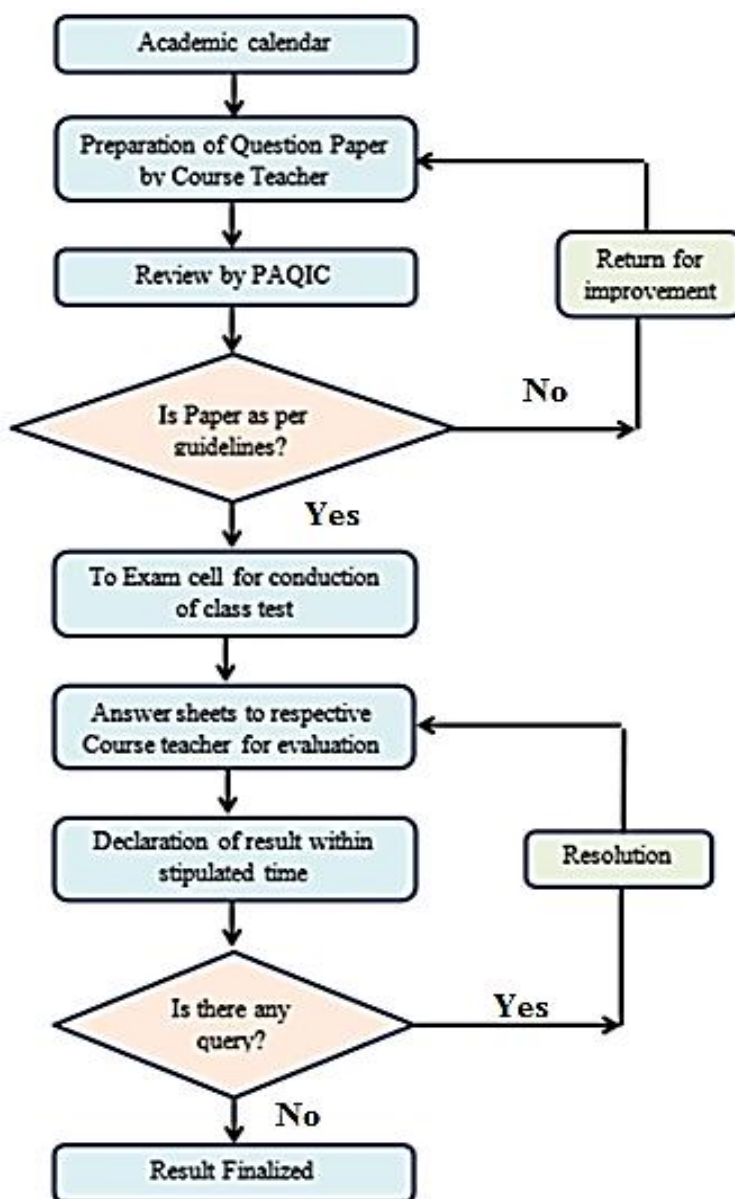 Academic calendar
Preparation of Question Paper
by Course Teacher
Review by PAQIC
Return for
improvement
Is Paper as per
guidelines?
No
Yes
To Exam cell for conduction
of class test
Answer sheets to respective
Course teacher for evaluation
Declaration of result within
stipulated time
Resolution
Is there any
query?
Yes
No
Result Finalized